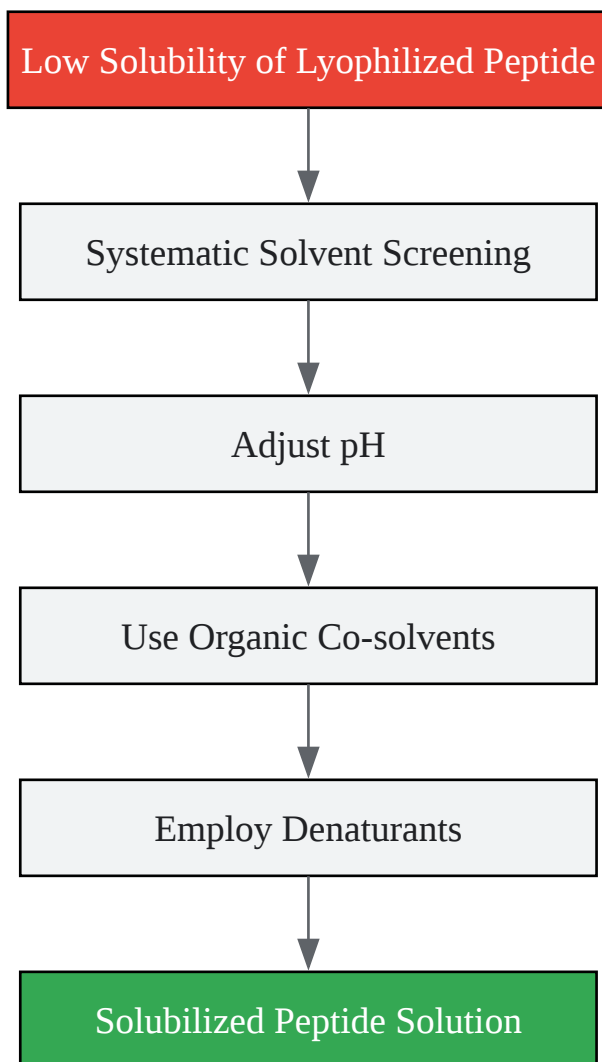 Low Solubility of Lyophilized Peptide
Systematic Solvent Screening
Adjust pH
Use Organic Co-solvents
Employ Denaturants
Solubilized Peptide Solution